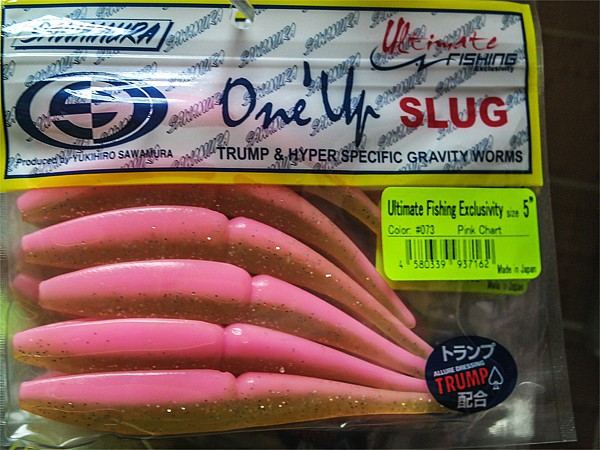 SAWAMURA
Ultimate
FISHING
Exclusivity
One' Up SLUG
Produced by YUKIHIRO SAWAMURA
TRUMP & HYPER SPECIFIC GRAVITY WORMS
Ultimate Fishing Exclusivity size 5"
Color: #073 Pink Chart
4 580339 937162
Made in Japan
トランプ
ALLURE DRESSING
TRUMP
配合